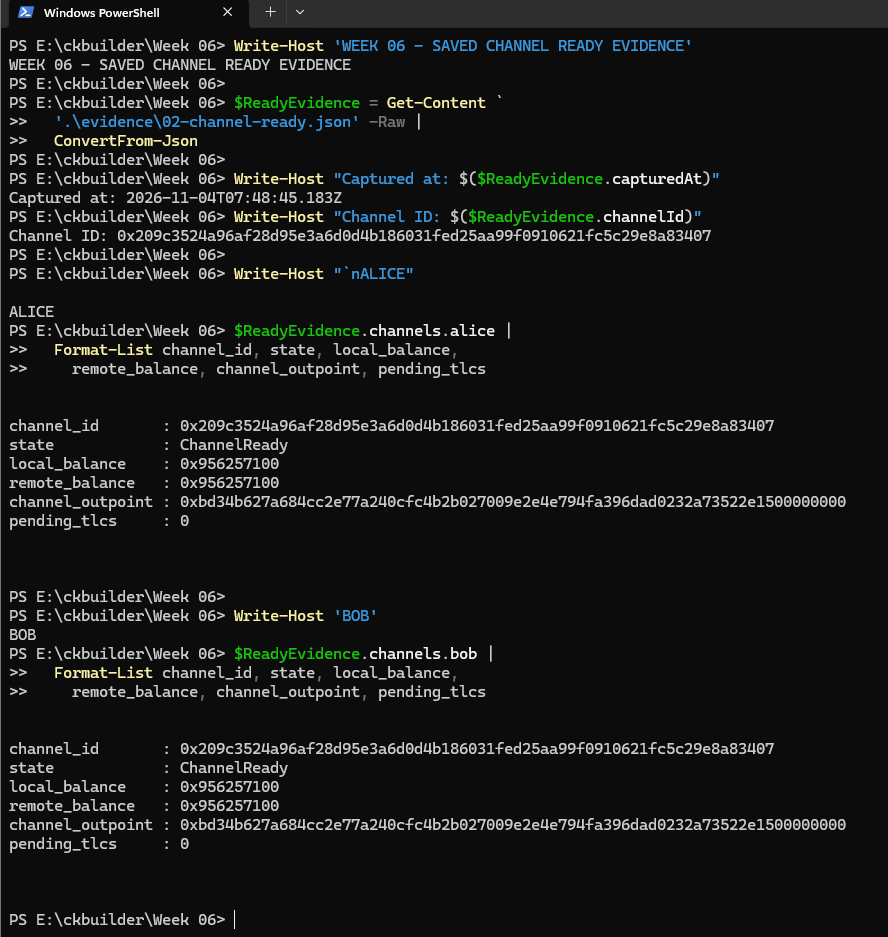 Windows PowerShell
PS E:\ckbuilder\Week 06> Write-Host 'WEEK 06 - SAVED CHANNEL READY EVIDENCE'
WEEK 06 - SAVED CHANNEL READY EVIDENCE
PS E:\ckbuilder\Week 06>
PS E:\ckbuilder\Week 06> $ReadyEvidence = Get-Content `
>>   '.\evidence\02-channel-ready.json' -Raw |
>>   ConvertFrom-Json
PS E:\ckbuilder\Week 06>
PS E:\ckbuilder\Week 06> Write-Host "Captured at: $($ReadyEvidence.capturedAt)"
Captured at: 2026-11-04T07:48:45.183Z
PS E:\ckbuilder\Week 06> Write-Host "Channel ID: $($ReadyEvidence.channelId)"
Channel ID: 0x209c3524a96af28d95e3a6d0d4b186031fed25aa99f0910621fc5c29e8a83407
PS E:\ckbuilder\Week 06>
PS E:\ckbuilder\Week 06> Write-Host "`nALICE"
ALICE
PS E:\ckbuilder\Week 06> $ReadyEvidence.channels.alice |
>>   Format-List channel_id, state, local_balance,
>>     remote_balance, channel_outpoint, pending_tlcs
channel_id       : 0x209c3524a96af28d95e3a6d0d4b186031fed25aa99f0910621fc5c29e8a83407
state            : ChannelReady
local_balance    : 0x956257100
remote_balance   : 0x956257100
channel_outpoint : 0xbd34b627a684cc2e77a240cfc4b2b027009e2e4e794fa396dad0232a73522e1500000000
pending_tlcs     : 0
PS E:\ckbuilder\Week 06>
PS E:\ckbuilder\Week 06> Write-Host 'BOB'
BOB
PS E:\ckbuilder\Week 06> $ReadyEvidence.channels.bob |
>>   Format-List channel_id, state, local_balance,
>>     remote_balance, channel_outpoint, pending_tlcs
channel_id       : 0x209c3524a96af28d95e3a6d0d4b186031fed25aa99f0910621fc5c29e8a83407
state            : ChannelReady
local_balance    : 0x956257100
remote_balance   : 0x956257100
channel_outpoint : 0xbd34b627a684cc2e77a240cfc4b2b027009e2e4e794fa396dad0232a73522e1500000000
pending_tlcs     : 0
PS E:\ckbuilder\Week 06>